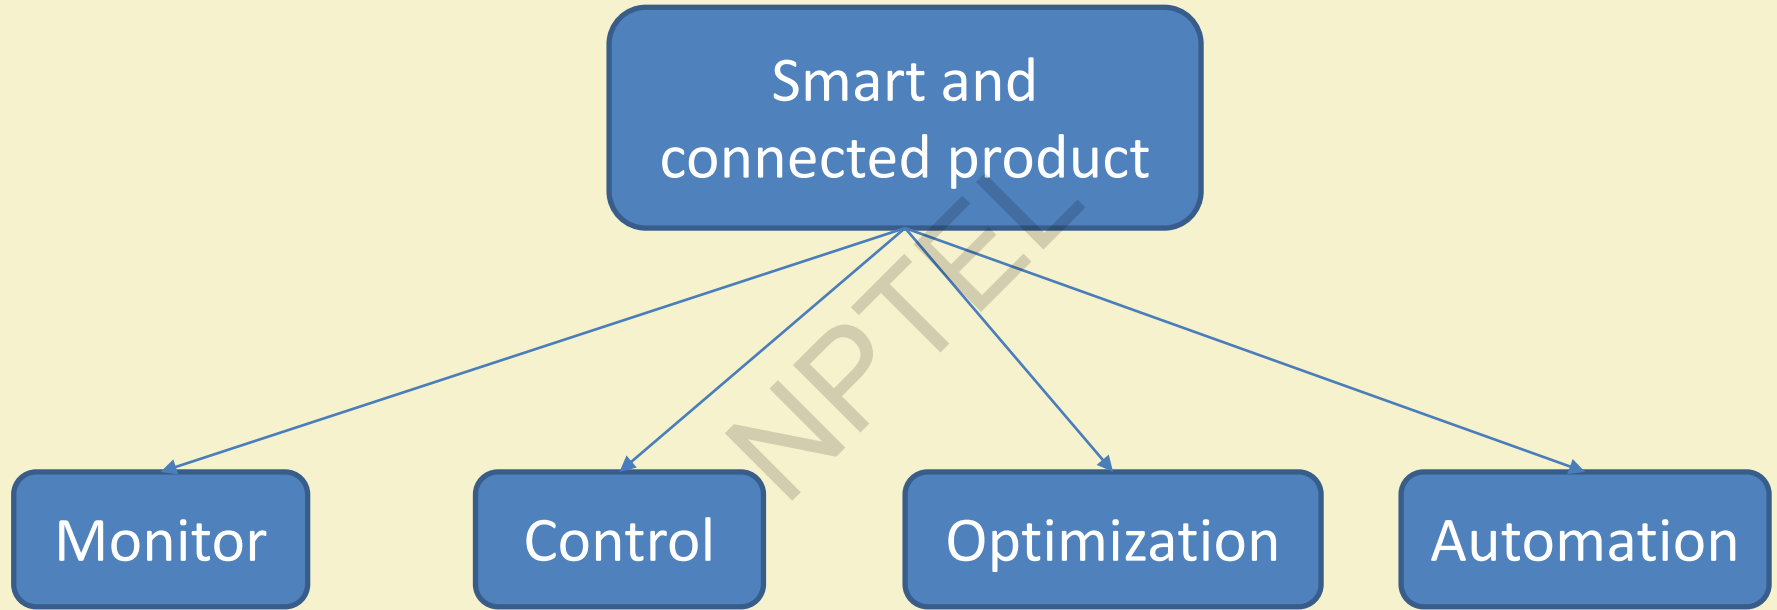 Smart and
connected product
NPTEL
Monitor
Control
Optimization
Automation